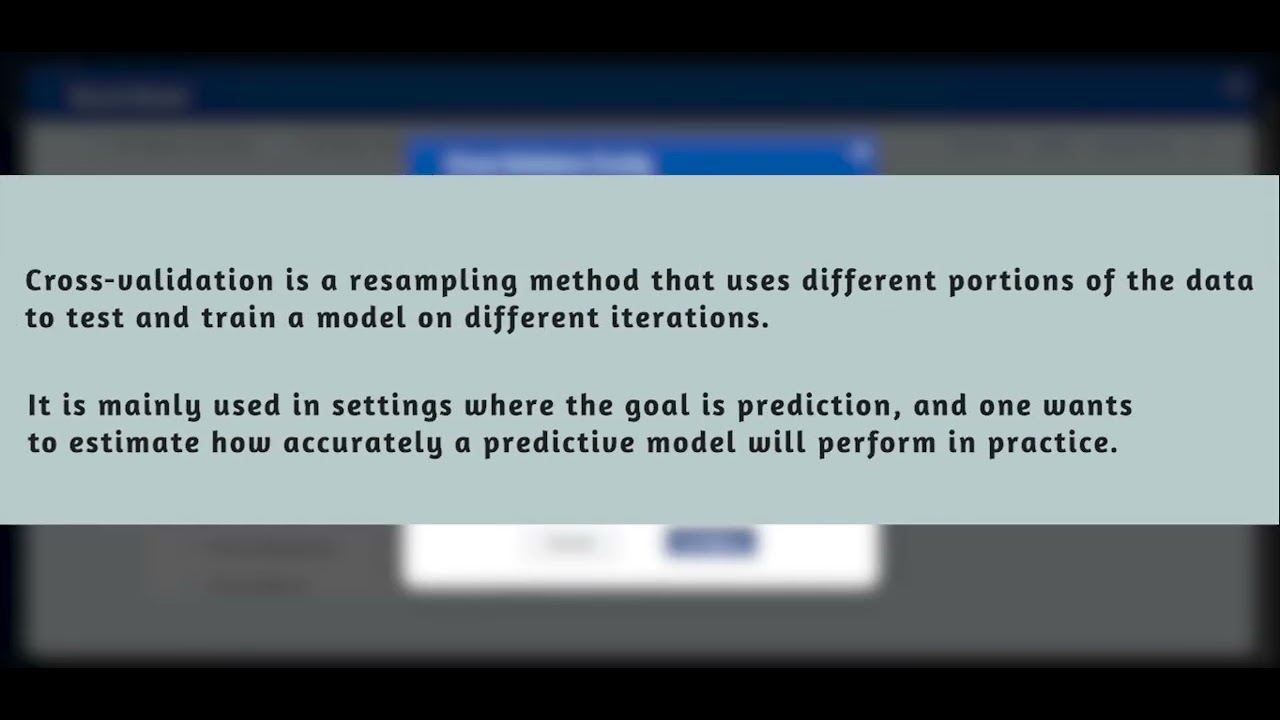 Cross-validation is a resampling method that uses different portions of the data
to test and train a model on different iterations.
It is mainly used in settings where the goal is prediction, and one wants
to estimate how accurately a predictive model will perform in practice.